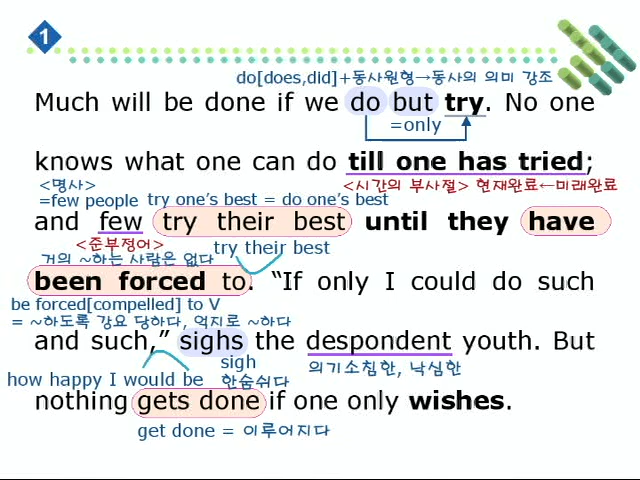 1
do[does,did]+동사원형→동사의 의미 강조
Much will be done if we do but try. No one
=only
knows what one can do till one has tried;
<명사>
<시간의 부사절> 현재완료←미래완료
=few people try one's best = do one's best
and few try their best until they have
<준부정어>
try their best
거의 ~하는 사람은 없다
been forced to. “If only I could do such
be forced[compelled] to V
= ~하도록 강요 당하다, 억지로 ~하다
and such,” sighs the despondent youth. But
sigh
의기소침한, 낙심한
how happy I would be
한숨쉬다
nothing gets done if one only wishes.
get done = 이루어지다